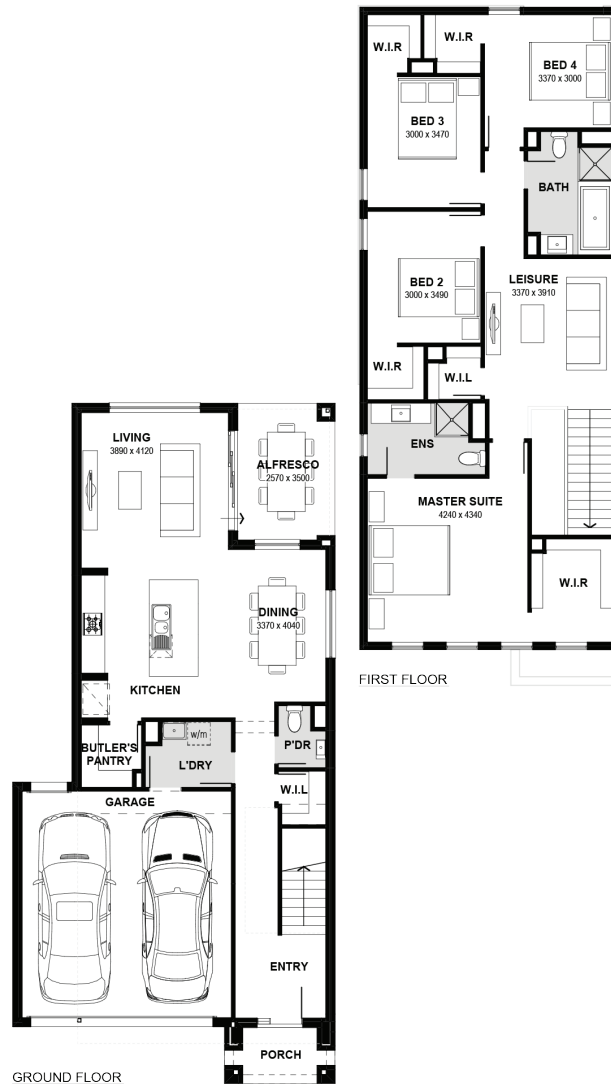 W.I.R
W.I.R
BED 4
3370 x 3000
BED 3
3000 x 3470
BATH
BED 2
3000 x 3490
LEISURE
3370 x 3910
W.I.R
W.I.L
ENS
MASTER SUITE
4240 x 4340
W.I.R
FIRST FLOOR
LIVING
3890 x 4120
ALFRESCO
2570 x 3500
DINING
3370 x 4040
KITCHEN
BUTLER'S
PANTRY
w/m
L'DRY
P'DR
W.I.L
GARAGE
ENTRY
PORCH
GROUND FLOOR